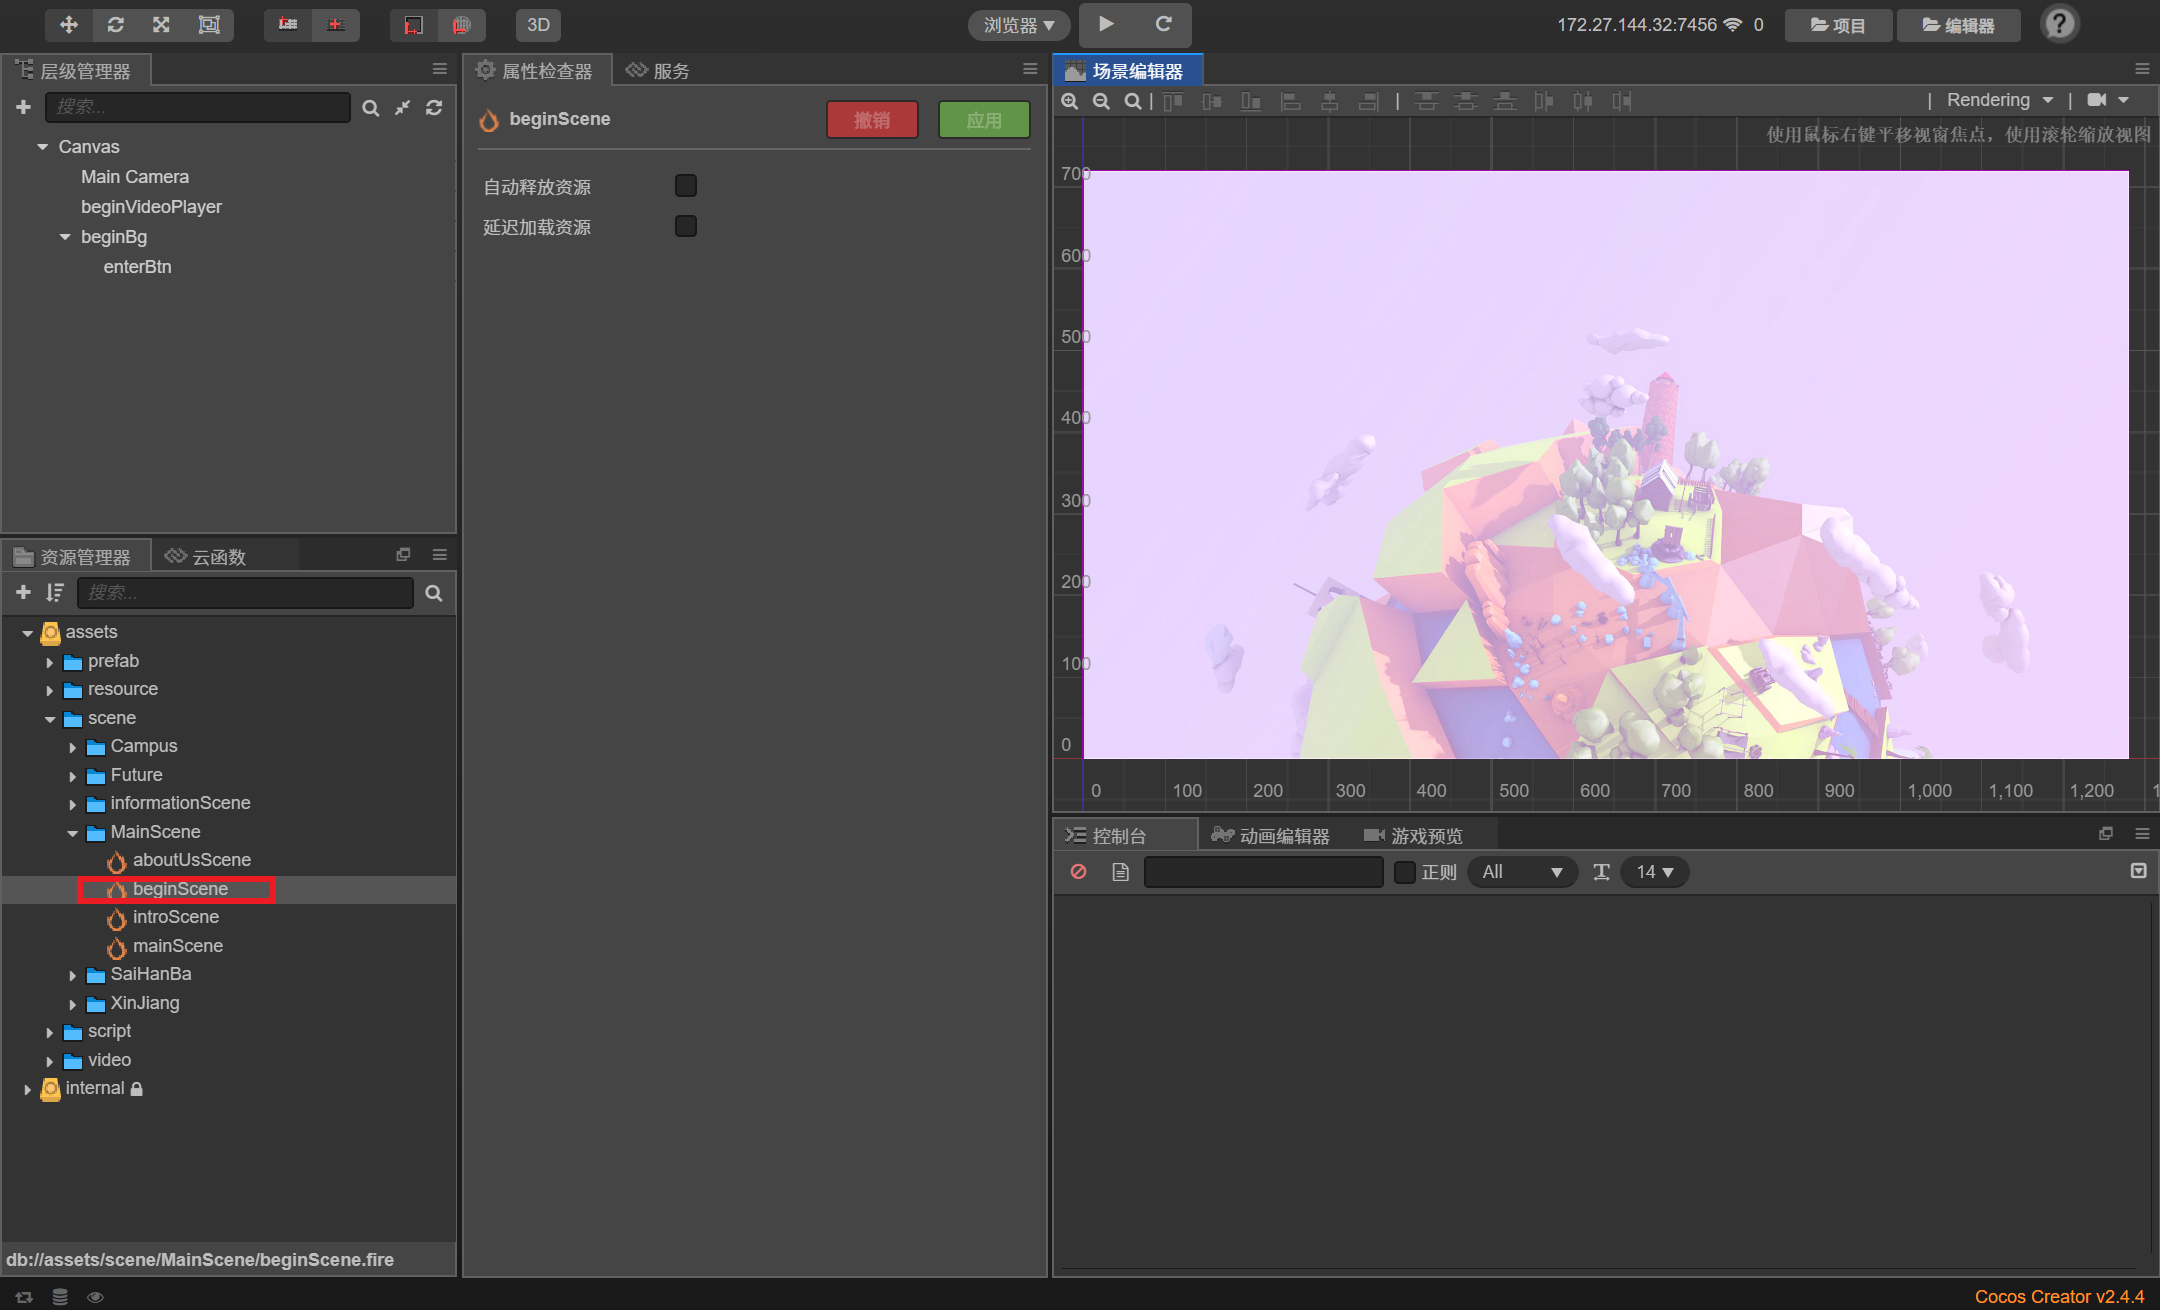 3D
浏览器
172.27.144.32:7456
0
项目
编辑器
层级管理器
搜索...
Canvas
Main Camera
beginVideoPlayer
beginBg
enterBtn
属性检查器
服务
beginScene
撤销
应用
自动释放资源
延迟加载资源
场景编辑器
Rendering
使用鼠标右键平移视窗焦点，使用滚轮缩放视图
700
600
500
400
300
200
100
0
0 100 200 300 400 500 600 700 800 900 1,000 1,100 1,200
资源管理器
云函数
搜索...
assets
prefab
resource
scene
Campus
Future
informationScene
MainScene
aboutUsScene
beginScene
introScene
mainScene
SaiHanBa
XinJiang
script
video
internal
db://assets/scene/MainScene/beginScene.fire
控制台
动画编辑器
游戏预览
正则
All
14
Cocos Creator v2.4.4